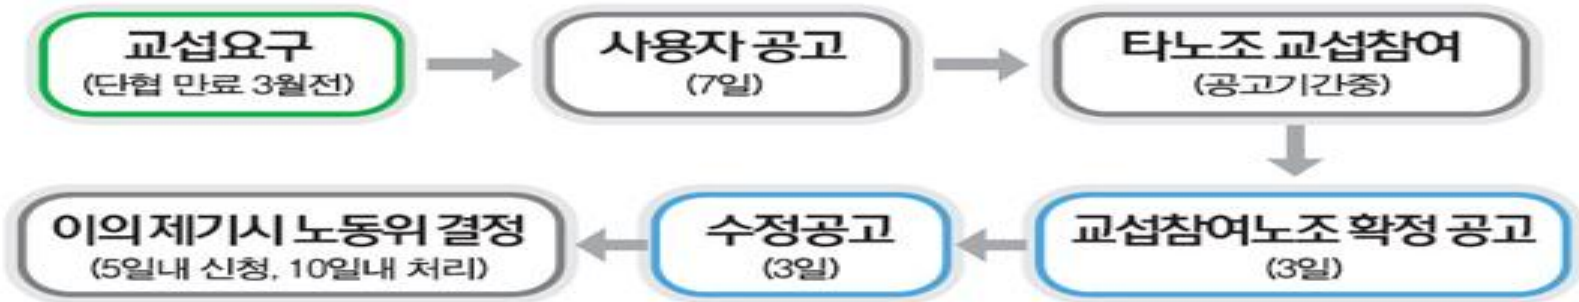 교섭요구
(단협 만료 3월전)
사용자 공고
(7일)
타노조 교섭참여
(공고기간중)
교섭참여노조 확정 공고
(3일)
수정공고
(3일)
이의 제기시 노동위 결정
(5일내 신청, 10일내 처리)